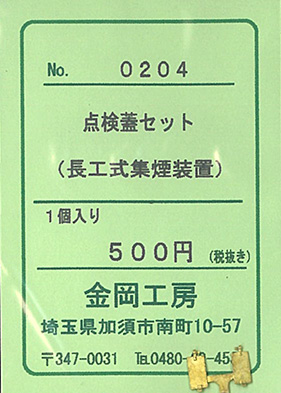 No. 0204
点検蓋セット
(長工式集煙装置)
1個入り
500円 (税抜き)
金岡工房
埼玉県加須市南町10-57
〒347-0031 ℡0480-